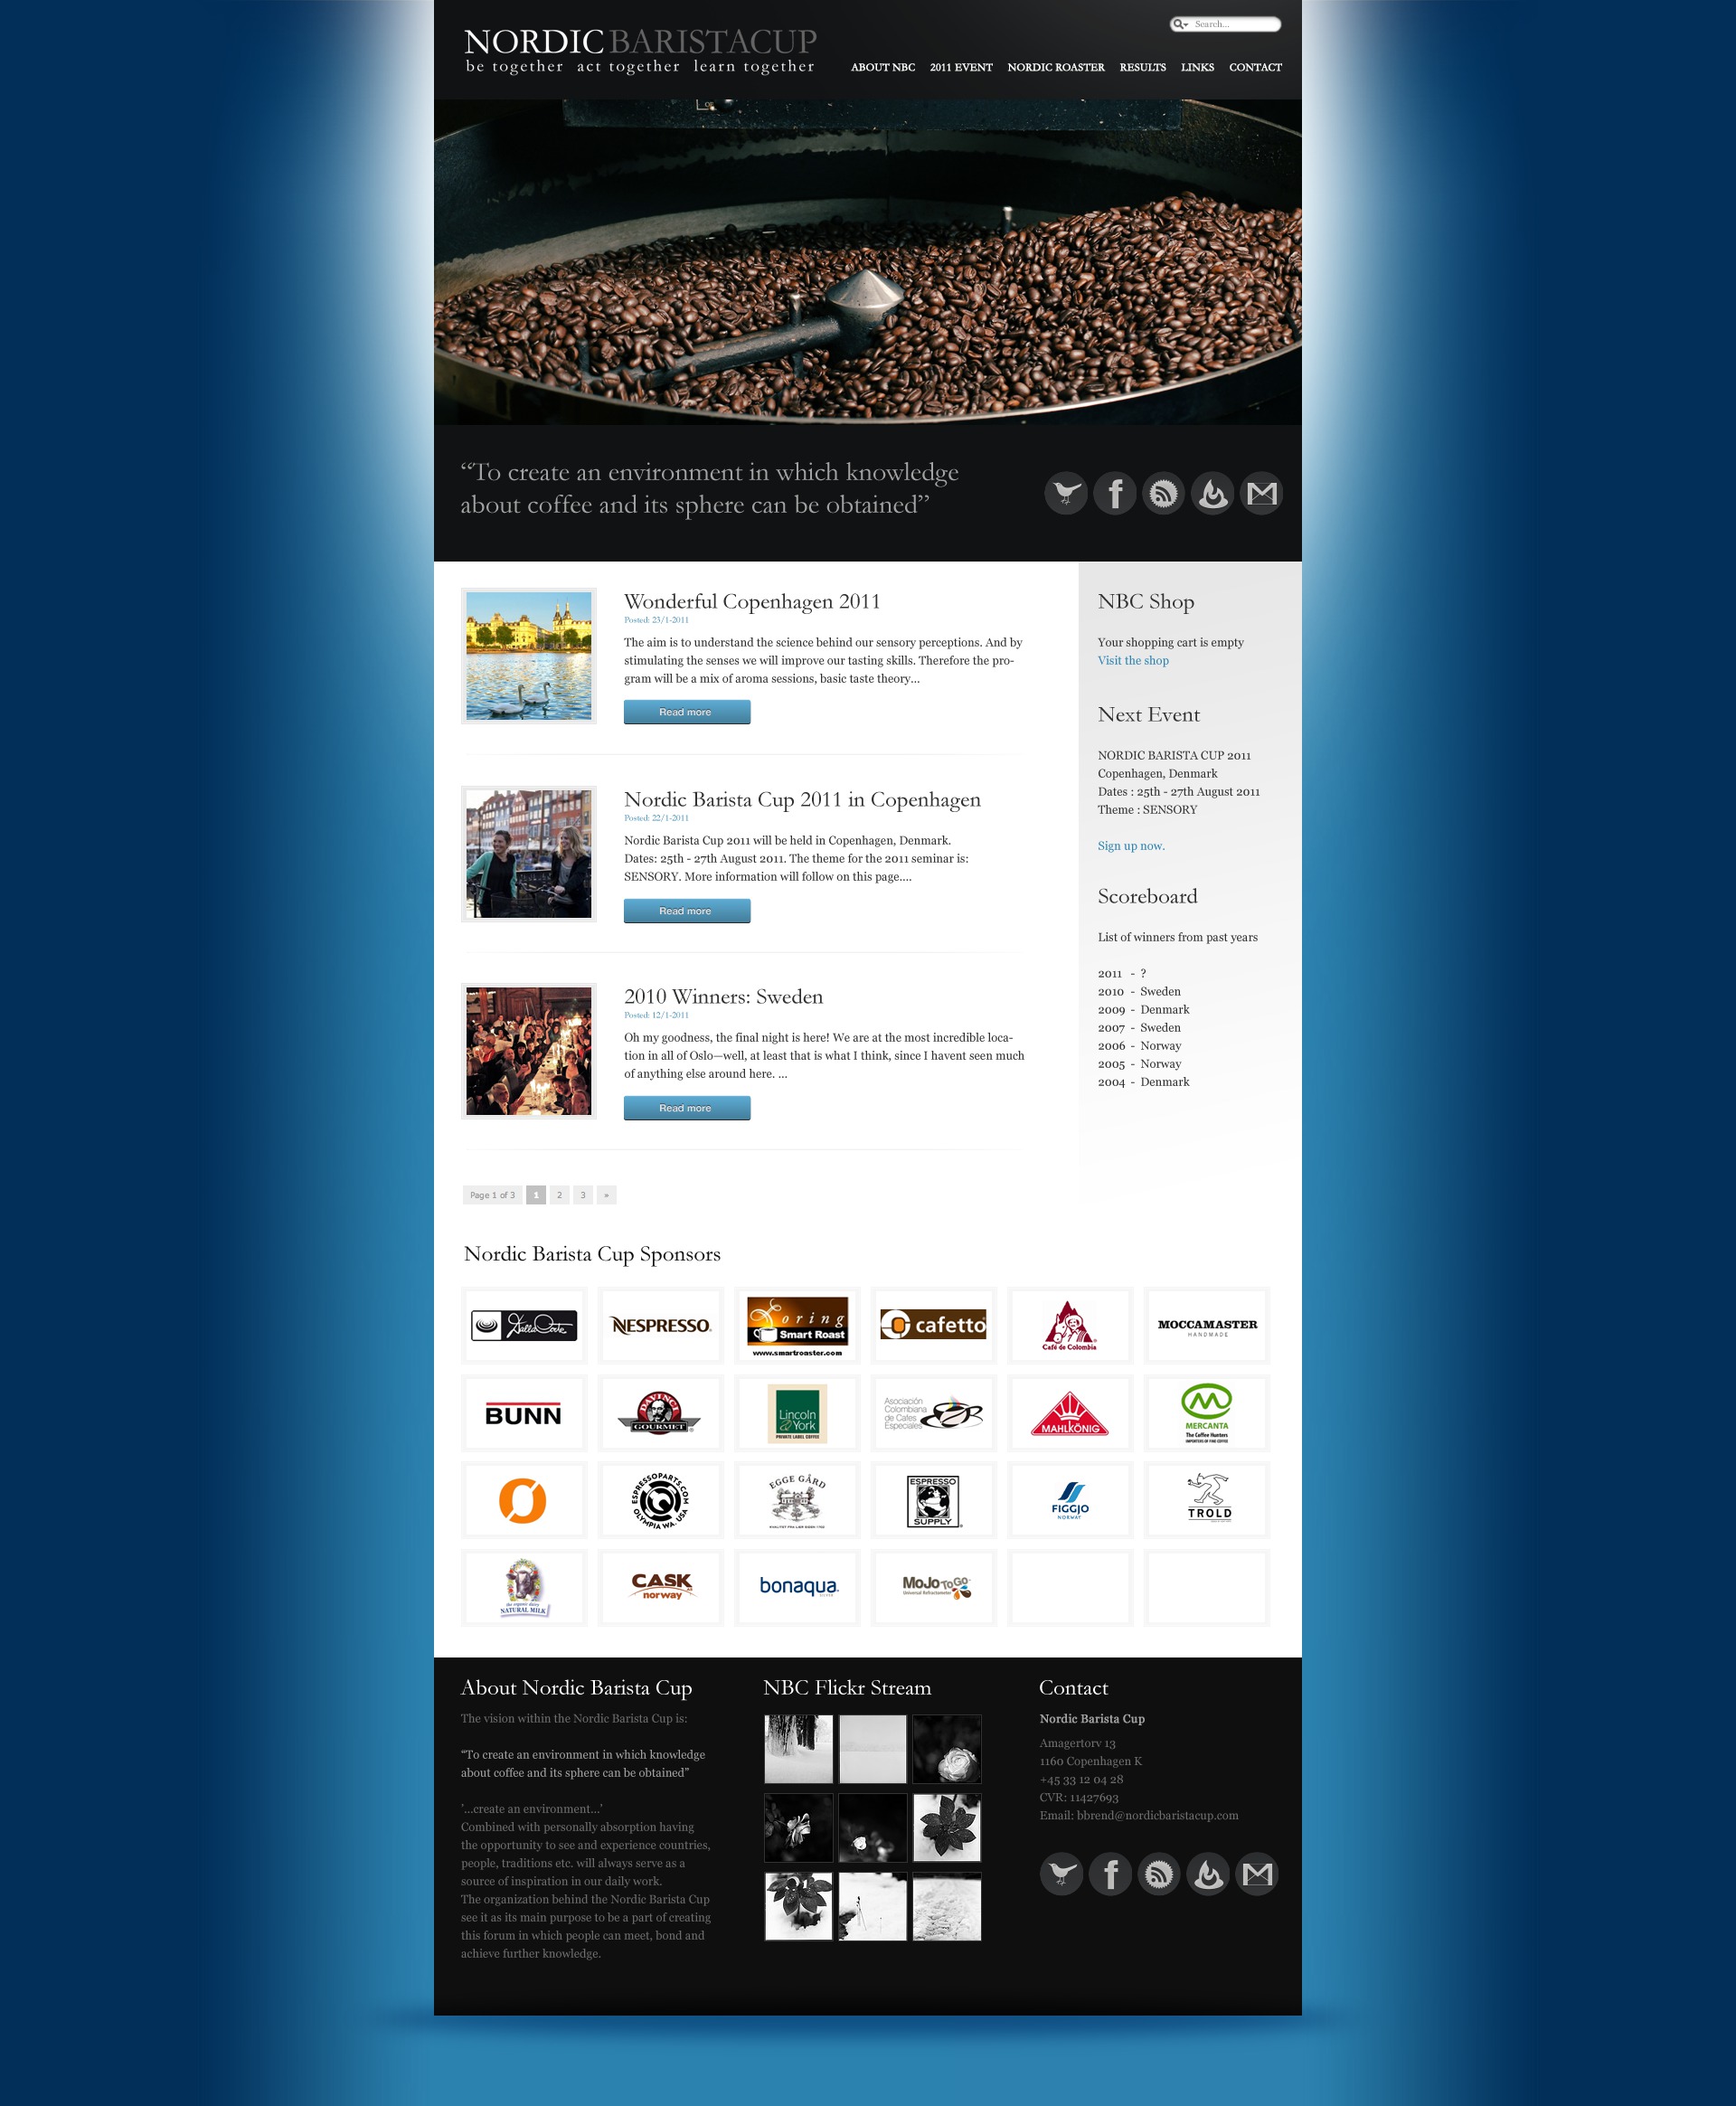 Search...
NORDIC BARISTACUP
be together act together learn together
ABOUT NBC 2011 EVENT NORDIC ROASTER RESULTS LINKS CONTACT
“To create an environment in which knowledge
about coffee and its sphere can be obtained”
Wonderful Copenhagen 2011
Posted: 23/1-2011
The aim is to understand the science behind our sensory perceptions. And by
stimulating the senses we will improve our tasting skills. Therefore the pro-
gram will be a mix of aroma sessions, basic taste theory...
Read more
Nordic Barista Cup 2011 in Copenhagen
Posted: 22/1-2011
Nordic Barista Cup 2011 will be held in Copenhagen, Denmark.
Dates: 25th - 27th August 2011. The theme for the 2011 seminar is:
SENSORY. More information will follow on this page....
Read more
2010 Winners: Sweden
Posted: 12/1-2011
Oh my goodness, the final night is here! We are at the most incredible loca-
tion in all of Oslo—well, at least that is what I think, since I havent seen much
of anything else around here. ...
Read more
Page 1 of 3 1 2 3 »
NBC Shop
Your shopping cart is empty
Visit the shop
Next Event
NORDIC BARISTA CUP 2011
Copenhagen, Denmark
Dates : 25th - 27th August 2011
Theme : SENSORY
Sign up now.
Scoreboard
List of winners from past years
2011 - ?
2010 - Sweden
2009 - Denmark
2007 - Sweden
2006 - Norway
2005 - Norway
2004 - Denmark
Nordic Barista Cup Sponsors
Dalla Corte
NESPRESSO.
Loring
Smart Roast
www.smartroaster.com
cafetto
Café de Colombia
MOCCAMASTER
HANDMADE
BUNN
DAVINCI
GOURMET
Lincoln
& York
PRIVATE LABEL COFFEE
Asociación
Colombiana
de Cafes
Especiales
MAHLKÖNIG
MERCANTA
The Coffee Hunters
IMPORTERS OF FINE COFFEE
Ø
ESPRESSOPARTS.COM
OLYMPIA WA. USA
EGGE GÅRD
ESPRESSO
SUPPLY
FIGGJO
NORWAY
TROLD
NATURAL MILK
CASK
norway
bonaqua
MoJoToGo
Universal Refractometer
About Nordic Barista Cup
The vision within the Nordic Barista Cup is:
“To create an environment in which knowledge
about coffee and its sphere can be obtained”
’...create an environment...’
Combined with personally absorption having
the opportunity to see and experience countries,
people, traditions etc. will always serve as a
source of inspiration in our daily work.
The organization behind the Nordic Barista Cup
see it as its main purpose to be a part of creating
this forum in which people can meet, bond and
achieve further knowledge.
NBC Flickr Stream
Contact
Nordic Barista Cup
Amagertorv 13
1160 Copenhagen K
+45 33 12 04 28
CVR: 11427693
Email: bbrend@nordicbaristacup.com